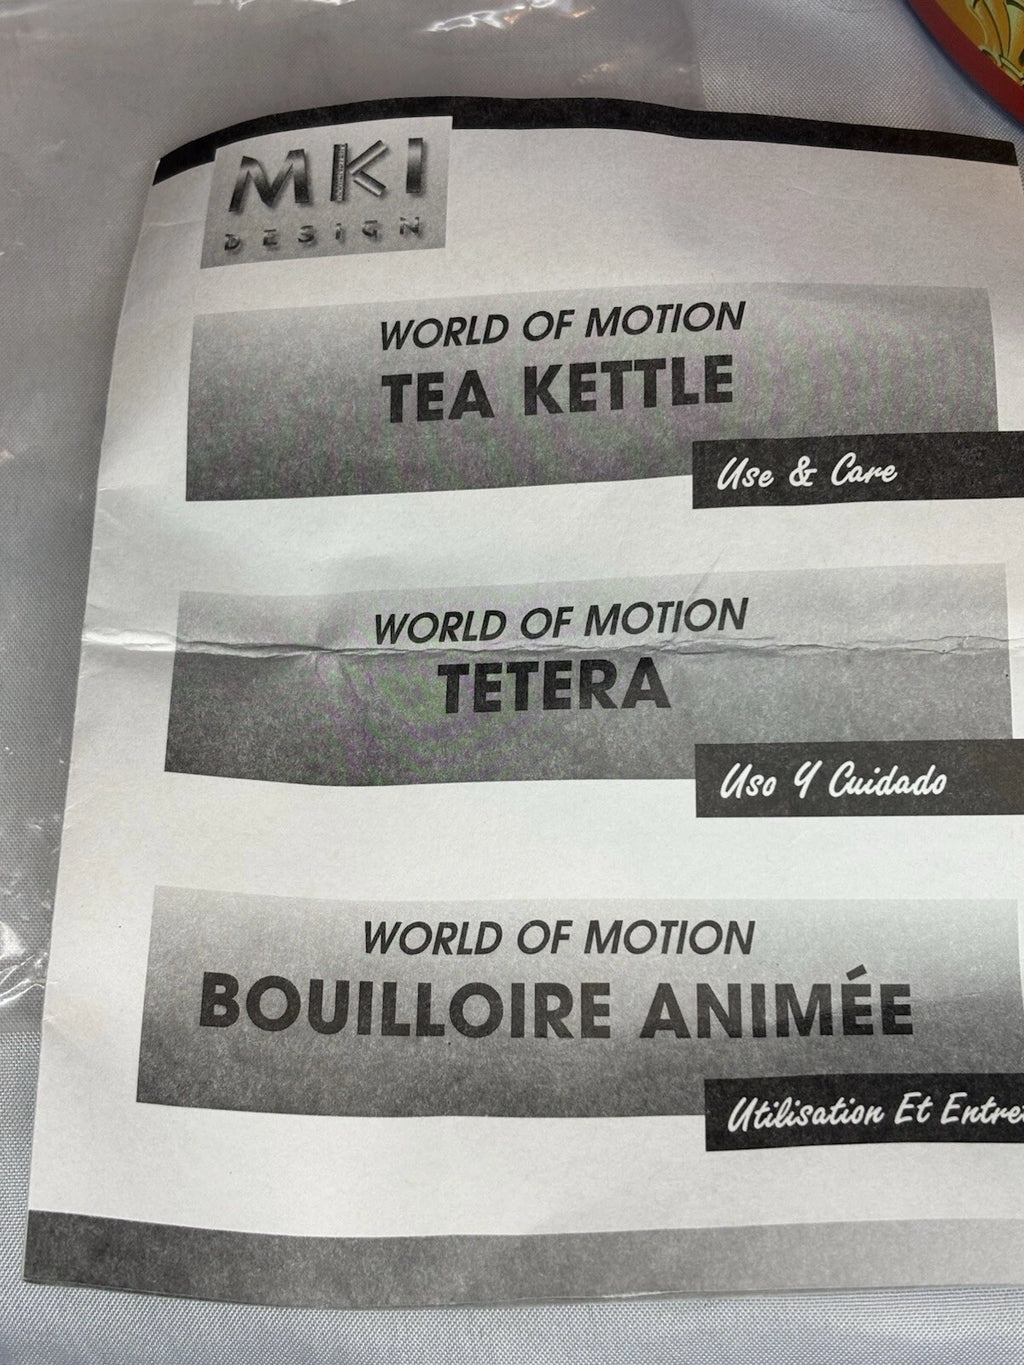 MKI
DESIGN
WORLD OF MOTION
TEA KETTLE
Use & Care
WORLD OF MOTION
TETERA
Uso Y Cuidado
WORLD OF MOTION
BOUILLOIRE ANIMÉE
Utilisation Et